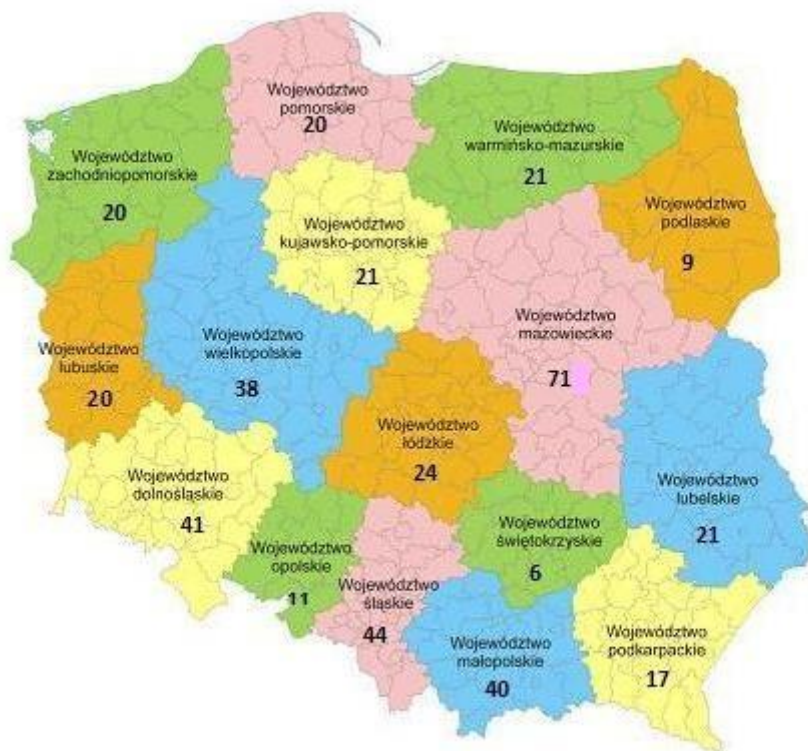 Województwo
pomorskie
20
Województwo
warmińsko-mazurskie
21
Województwo
zachodniopomorskie
20
Województwo
podlaskie
9
Województwo
kujawsko-pomorskie
21
Województwo
mazowieckie
71
Województwo
wielkopolskie
38
Województwo
lubuskie
20
Województwo
łódzkie
24
Województwo
dolnośląskie
41
Województwo
lubelskie
21
Województwo
świętokrzyskie
6
Województwo
opolskie
11
Województwo
śląskie
44
Województwo
małopolskie
40
Województwo
podkarpackie
17